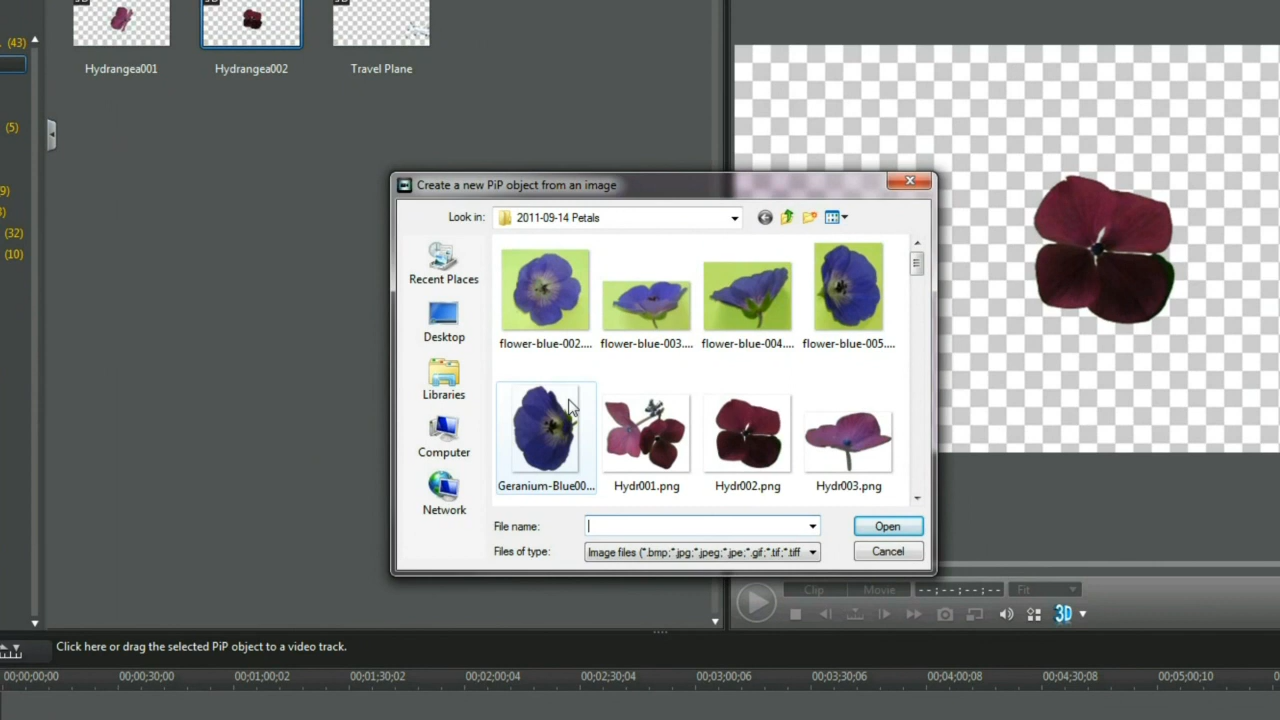 (43)
Hydrangea001
Hydrangea002
Travel Plane
(5)
9)
3)
(32)
(10)
Create a new PiP object from an image
Look in:
2011-09-14 Petals
Recent Places
Desktop
Libraries
Computer
Network
flower-blue-002....
flower-blue-003....
flower-blue-004....
flower-blue-005....
Geranium-Blue00...
Hydr001.png
Hydr002.png
Hydr003.png
File name:
Open
Files of type:
Image files (*.bmp;*.jpg;*.jpeg;*.jpe;*.gif;*.tif;*.tiff
Cancel
Clip
Movie
--;--;--;--
Fit
3D
Click here or drag the selected PiP object to a video track.
00;00;00;00
00;00;30;00
00;01;00;02
00;01;30;02
00;02;00;04
00;02;30;04
00;03;00;06
00;03;30;06
00;04;00;08
00;04;30;08
00;05;00;10